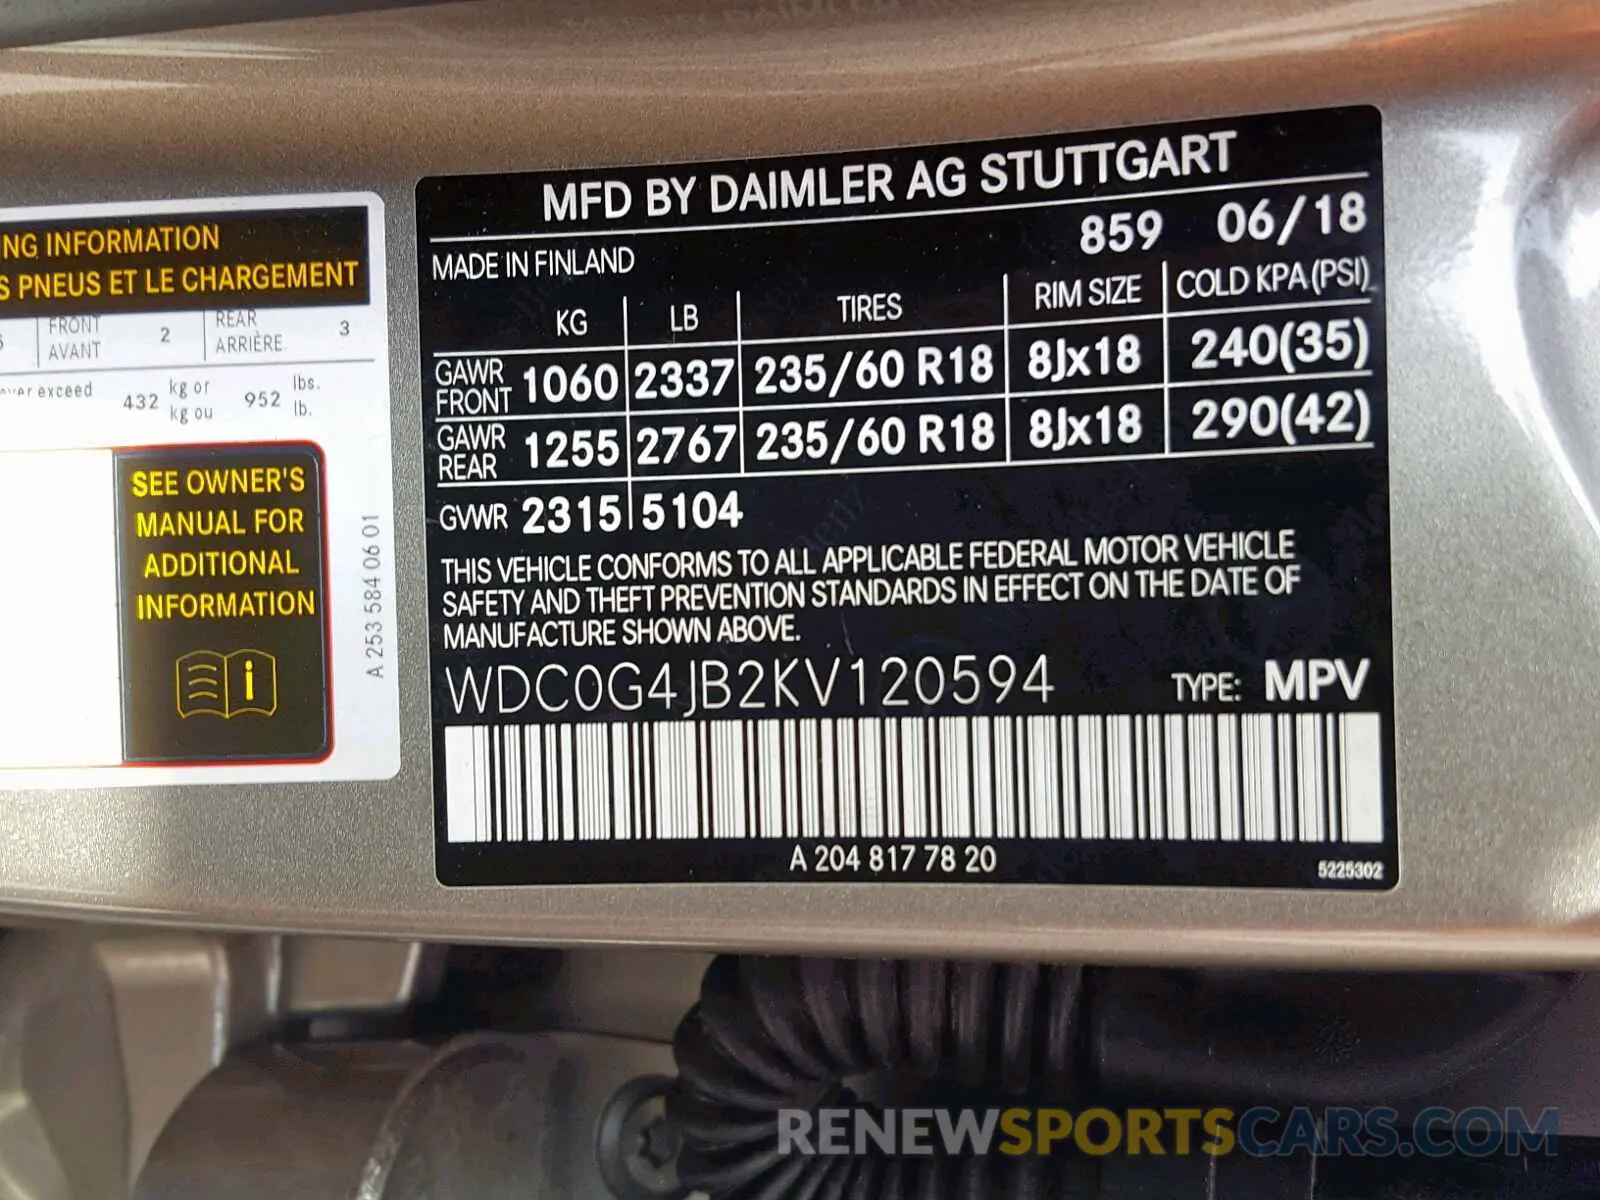 NG INFORMATION
S PNEUS ET LE CHARGEMENT
FRONT
AVANT
2
REAR
ARRIÈRE
3
exceed
432
kg or
kg ou
952
lbs.
lb.
SEE OWNER'S
MANUAL FOR
ADDITIONAL
INFORMATION
i
A 253 584 06 01
MFD BY DAIMLER AG STUTTGART
MADE IN FINLAND
859 06/18
KG LB TIRES RIM SIZE COLD KPA(PSI)
GAWR
FRONT
1060 2337 235/60 R18 8Jx18 240(35)
GAWR
REAR
1255 2767 235/60 R18 8Jx18 290(42)
GVWR 2315 5104
THIS VEHICLE CONFORMS TO ALL APPLICABLE FEDERAL MOTOR VEHICLE
SAFETY AND THEFT PREVENTION STANDARDS IN EFFECT ON THE DATE OF
MANUFACTURE SHOWN ABOVE.
WDC0G4JB2KV120594
TYPE: MPV
A 204 817 78 20
5225302
RENEWSPORTSCARS.COM